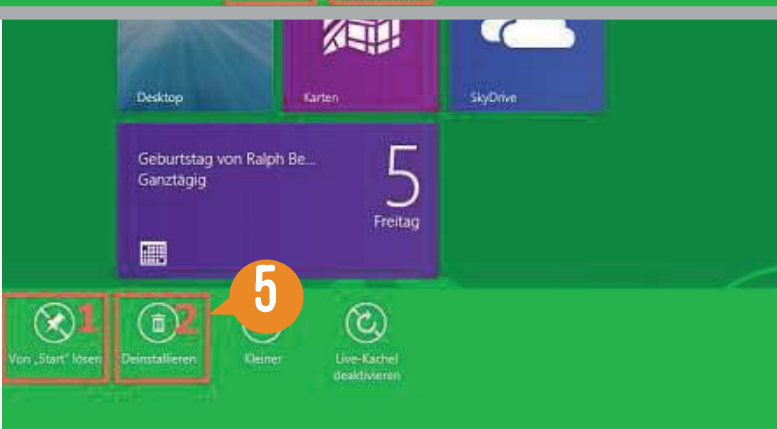 Desktop
Karten
SkyDrive
Geburtstag von Ralph Be...
Ganztägig
5
Freitag
5
1
2
Von „Start“ lösen
Deinstallieren
Kleiner
Live-Kachel
deaktivieren